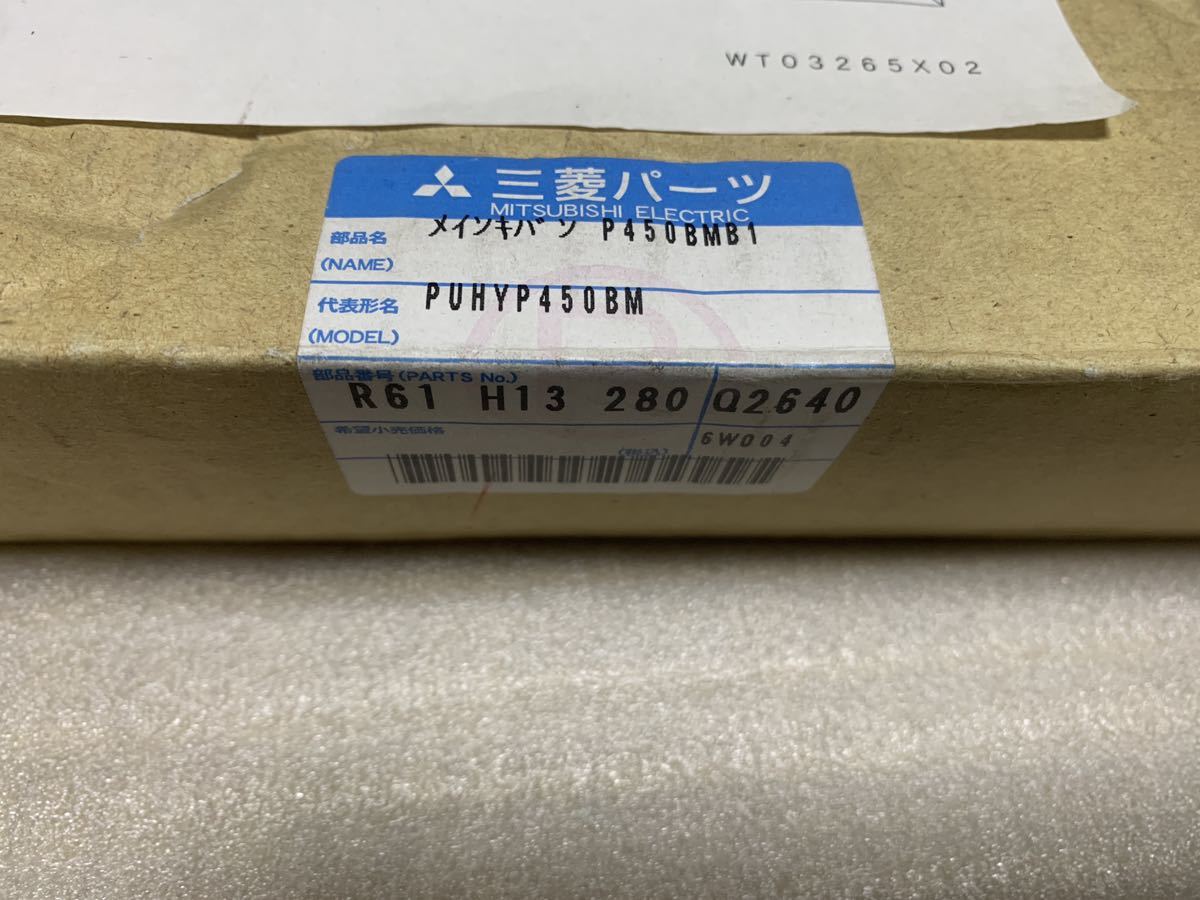 WT03265X02
三菱パーツ
MITSUBISHI ELECTRIC
部品名 メインキバン P450BMB1
(NAME)
代表形名 PUHYP450BM
(MODEL)
部品番号(PARTS No.)
R61 H13 280 Q2640
希望小売価格
(税込) 6W004